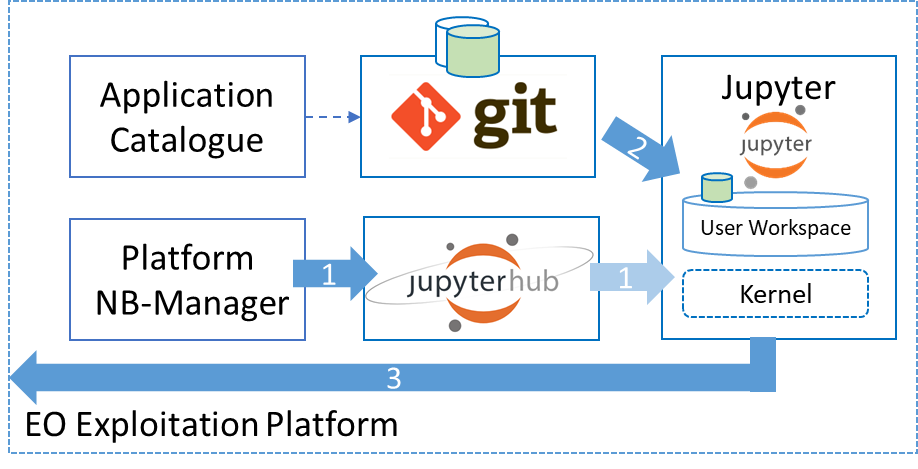 Application
Catalogue
git
Jupyter
jupyter
2
User Workspace
Platform
NB-Manager
1
jupyterhub
1
Kernel
3
EO Exploitation Platform